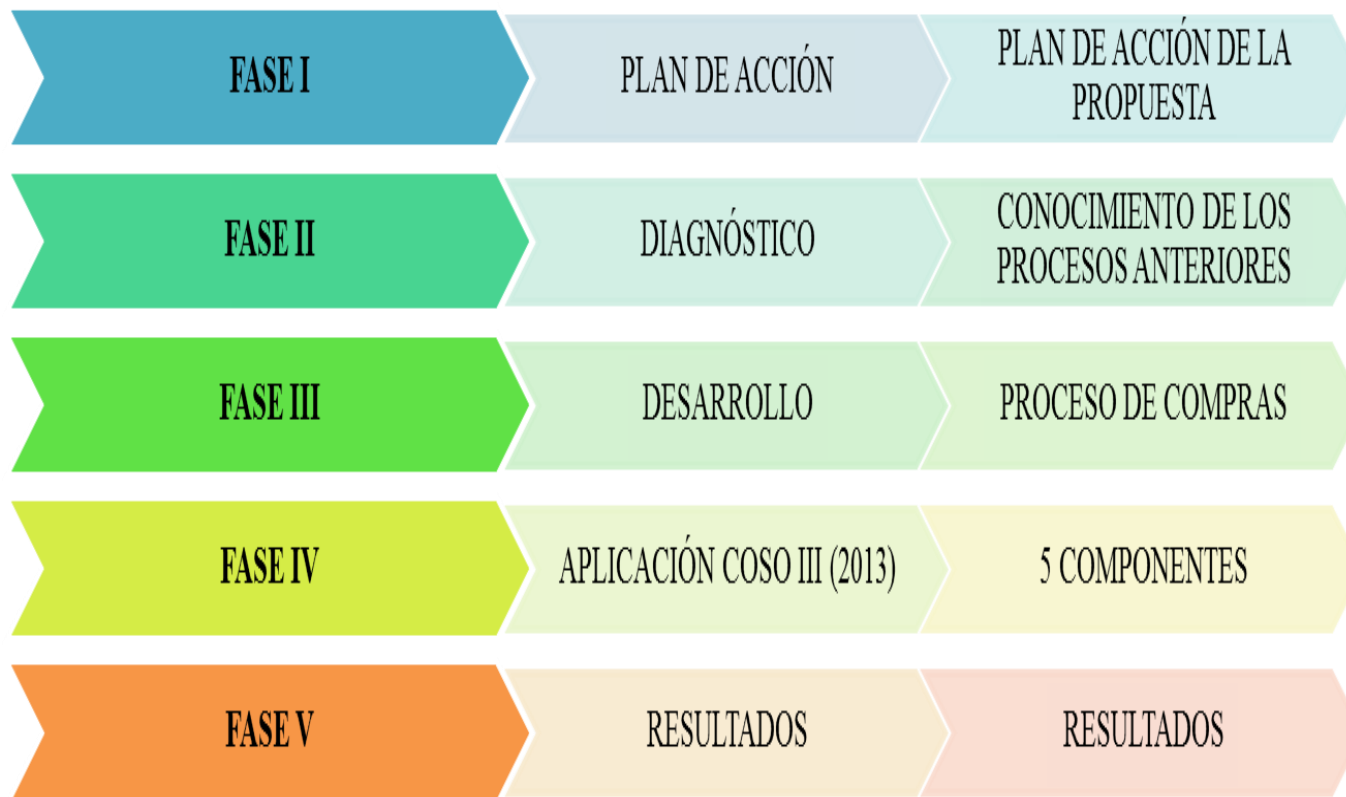 FASE I
PLAN DE ACCIÓN
PLAN DE ACCIÓN DE LA
PROPUESTA
FASE II
DIAGNÓSTICO
CONOCIMIENTO DE LOS
PROCESOS ANTERIORES
FASE III
DESARROLLO
PROCESO DE COMPRAS
FASE IV
APLICACIÓN COSO III (2013)
5 COMPONENTES
FASE V
RESULTADOS
RESULTADOS